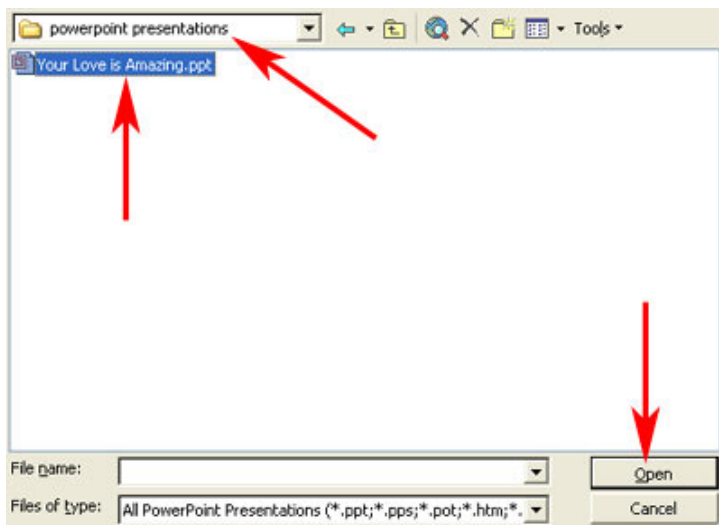 powerpoint presentations Tools
Your Love is Amazing.ppt
File name: Open
Files of type: All PowerPoint Presentations (*.ppt;*.pps;*.pot;*.htm;*. Cancel